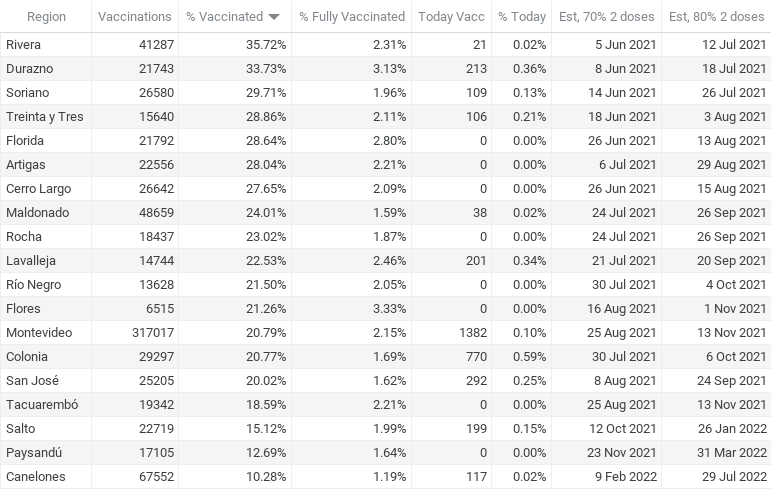 Region Vaccinations % Vaccinated % Fully Vaccinated Today Vacc % Today Est, 70% 2 doses Est, 80% 2 doses
Rivera 41287 35.72% 2.31% 21 0.02% 5 Jun 2021 12 Jul 2021
Durazno 21743 33.73% 3.13% 213 0.36% 8 Jun 2021 18 Jul 2021
Soriano 26580 29.71% 1.96% 109 0.13% 14 Jun 2021 26 Jul 2021
Treinta y Tres 15640 28.86% 2.11% 106 0.21% 18 Jun 2021 3 Aug 2021
Florida 21792 28.64% 2.80% 0 0.00% 26 Jun 2021 13 Aug 2021
Artigas 22556 28.04% 2.21% 0 0.00% 6 Jul 2021 29 Aug 2021
Cerro Largo 26642 27.65% 2.09% 0 0.00% 26 Jun 2021 15 Aug 2021
Maldonado 48659 24.01% 1.59% 38 0.02% 24 Jul 2021 26 Sep 2021
Rocha 18437 23.02% 1.87% 0 0.00% 24 Jul 2021 26 Sep 2021
Lavalleja 14744 22.53% 2.46% 201 0.34% 21 Jul 2021 20 Sep 2021
Río Negro 13628 21.50% 2.05% 0 0.00% 30 Jul 2021 4 Oct 2021
Flores 6515 21.26% 3.33% 0 0.00% 16 Aug 2021 1 Nov 2021
Montevideo 317017 20.79% 2.15% 1382 0.10% 25 Aug 2021 13 Nov 2021
Colonia 29297 20.77% 1.69% 770 0.59% 30 Jul 2021 6 Oct 2021
San José 25205 20.02% 1.62% 292 0.25% 8 Aug 2021 24 Sep 2021
Tacuarembó 19342 18.59% 2.21% 0 0.00% 25 Aug 2021 13 Nov 2021
Salto 22719 15.12% 1.99% 199 0.15% 12 Oct 2021 26 Jan 2022
Paysandú 17105 12.69% 1.64% 0 0.00% 23 Nov 2021 31 Mar 2022
Canelones 67552 10.28% 1.19% 117 0.02% 9 Feb 2022 29 Jul 2022